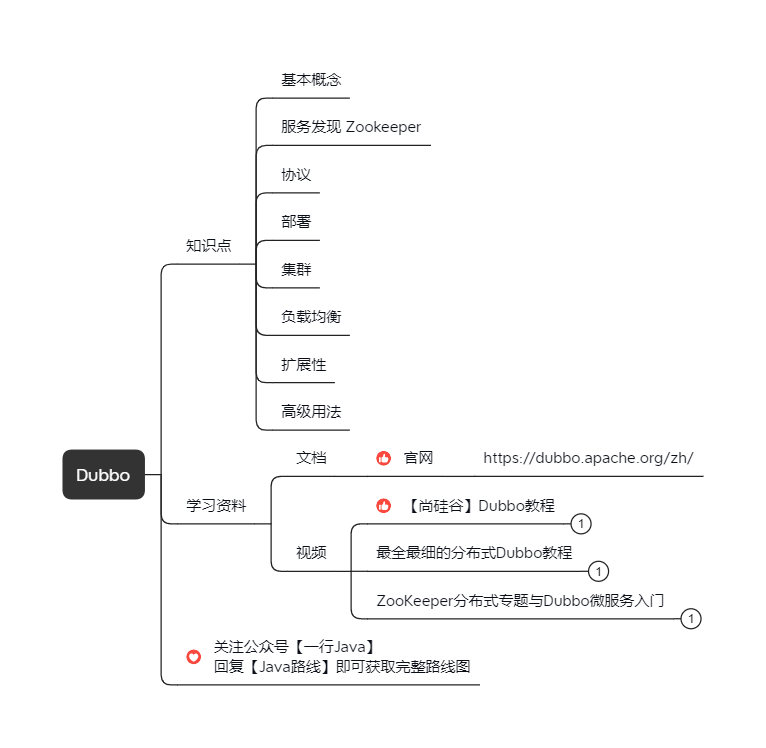 基本概念
服务发现 Zookeeper
协议
部署
知识点
集群
负载均衡
扩展性
高级用法
Dubbo
文档
官网
https://dubbo.apache.org/zh/
学习资料
【尚硅谷】Dubbo教程
1
视频
最全最细的分布式Dubbo教程
1
ZooKeeper分布式专题与Dubbo微服务入门
1
关注公众号【一行Java】
回复【Java路线】即可获取完整路线图